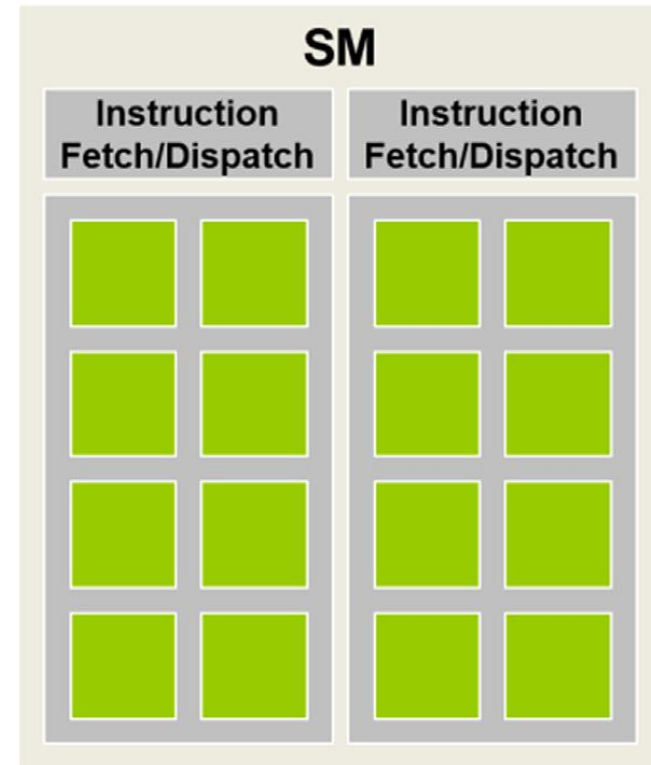 SM
Instruction
Fetch/Dispatch
Instruction
Fetch/Dispatch